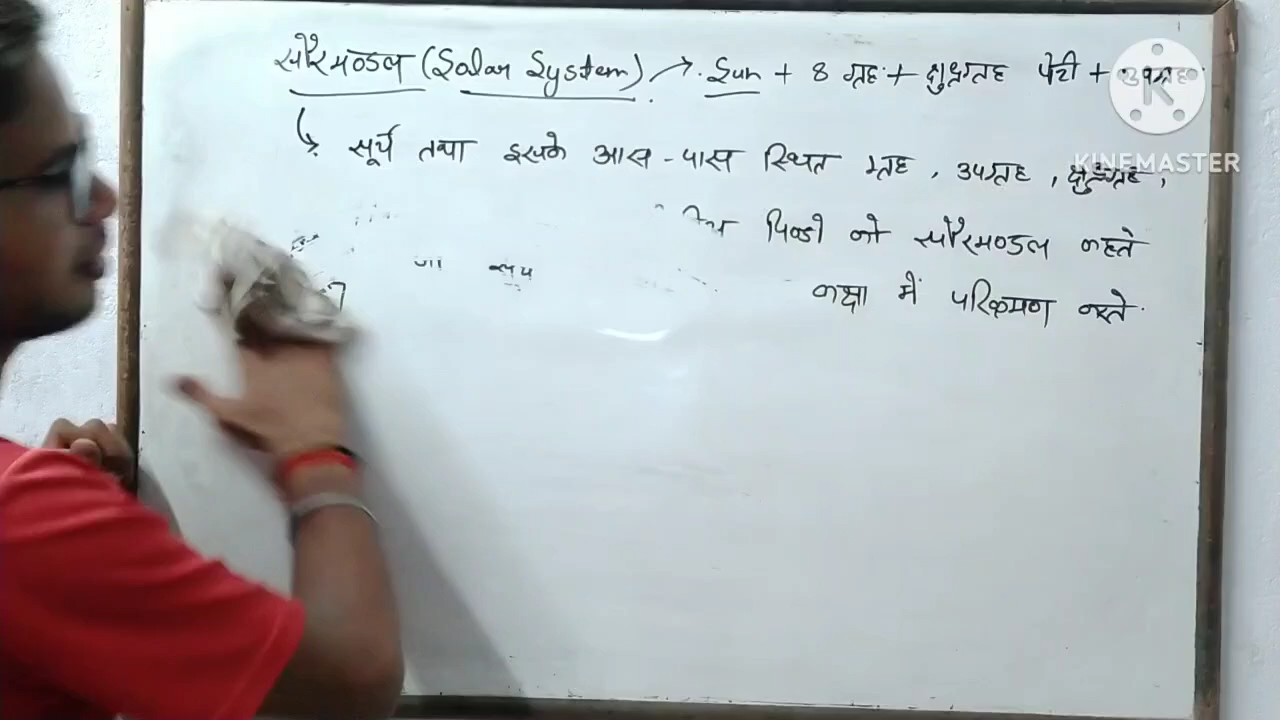 सौरमण्डल (Solar System) → Sun + 8 ग्रह + क्षुद्रग्रह पेटी + उपग्रह
सूर्य तथा इसके आस-पास स्थित ग्रह, उपग्रह, क्षुद्रग्रह,
पिण्डो को सौरमण्डल कहते
कक्षा में परिक्रमण करते
KINEMASTER